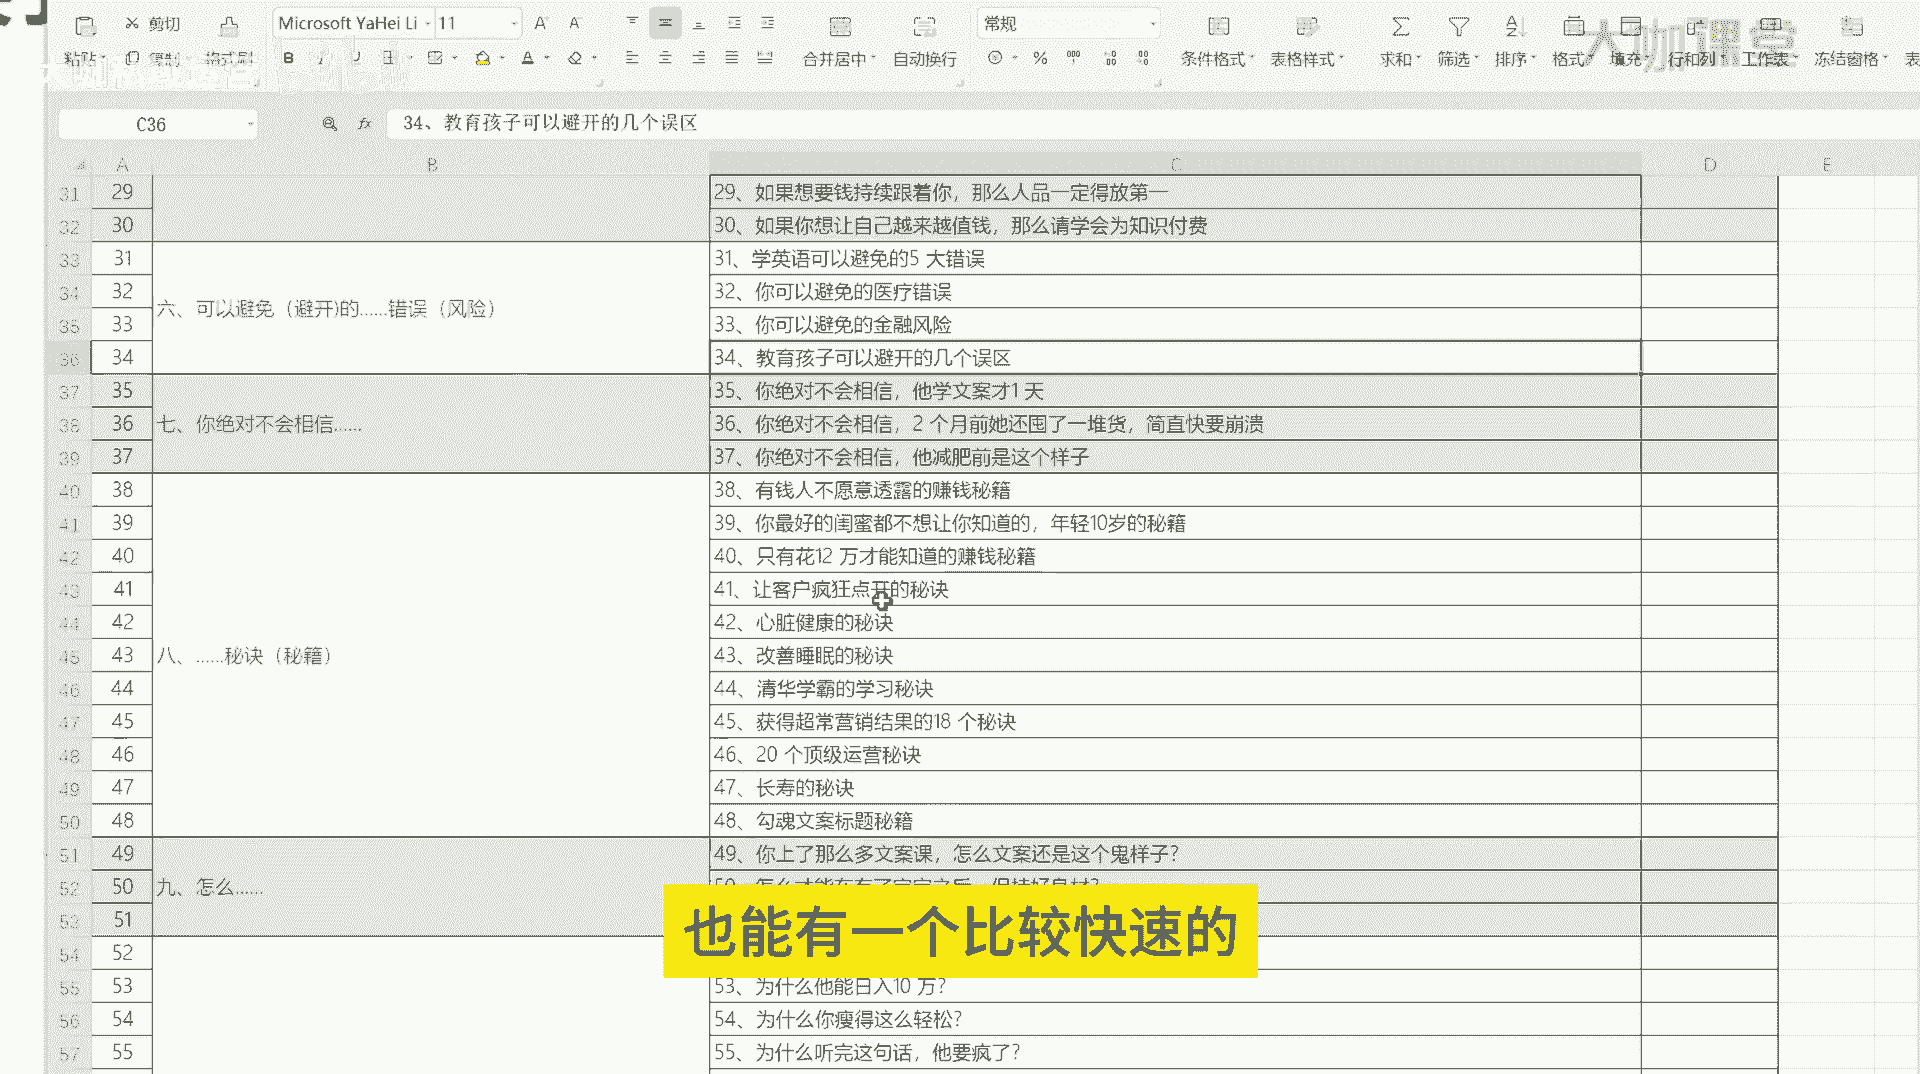 剪切 Microsoft YaHei Li 11 A A 常规
粘贴 复制 格式刷 B I U A 合并居中 自动换行 % 条件格式 表格样式 求和 筛选 排序 格式 填充 行和列 工作表 冻结窗格 表
大咖课堂
C36 fx 34、教育孩子可以避开的几个误区
A B C D E
31 29 29、如果想要钱持续跟着你，那么人品一定得放第一
32 30 30、如果你想让自己越来越值钱，那么请学会为知识付费
33 31 31、学英语可以避免的5 大错误
34 32 32、你可以避免的医疗错误
六、可以避免（避开)的......错误（风险）
35 33 33、你可以避免的金融风险
36 34 34、教育孩子可以避开的几个误区
37 35 35、你绝对不会相信，他学文案才1 天
38 36 七、你绝对不会相信...... 36、你绝对不会相信，2 个月前她还囤了一堆货，简直快要崩溃
39 37 37、你绝对不会相信，他减肥前是这个样子
40 38 38、有钱人不愿意透露的赚钱秘籍
41 39 39、你最好的闺蜜都不想让你知道的，年轻10岁的秘籍
42 40 40、只有花12 万才能知道的赚钱秘籍
43 41 41、让客户疯狂点开的秘诀
44 42 42、心脏健康的秘诀
45 43 八、......秘诀（秘籍） 43、改善睡眠的秘诀
46 44 44、清华学霸的学习秘诀
47 45 45、获得超常营销结果的18 个秘诀
48 46 46、20 个顶级运营秘诀
49 47 47、长寿的秘诀
50 48 48、勾魂文案标题秘籍
51 49 49、你上了那么多文案课，怎么文案还是这个鬼样子？
52 50 九、怎么...... 50、怎么才能在有了宝宝之后，保持好身材？
53 51
也能有一个比较快速的
54 52
55 53 53、为什么他能日入10 万？
56 54 54、为什么你瘦得这么轻松？
57 55 55、为什么听完这句话，他要疯了？